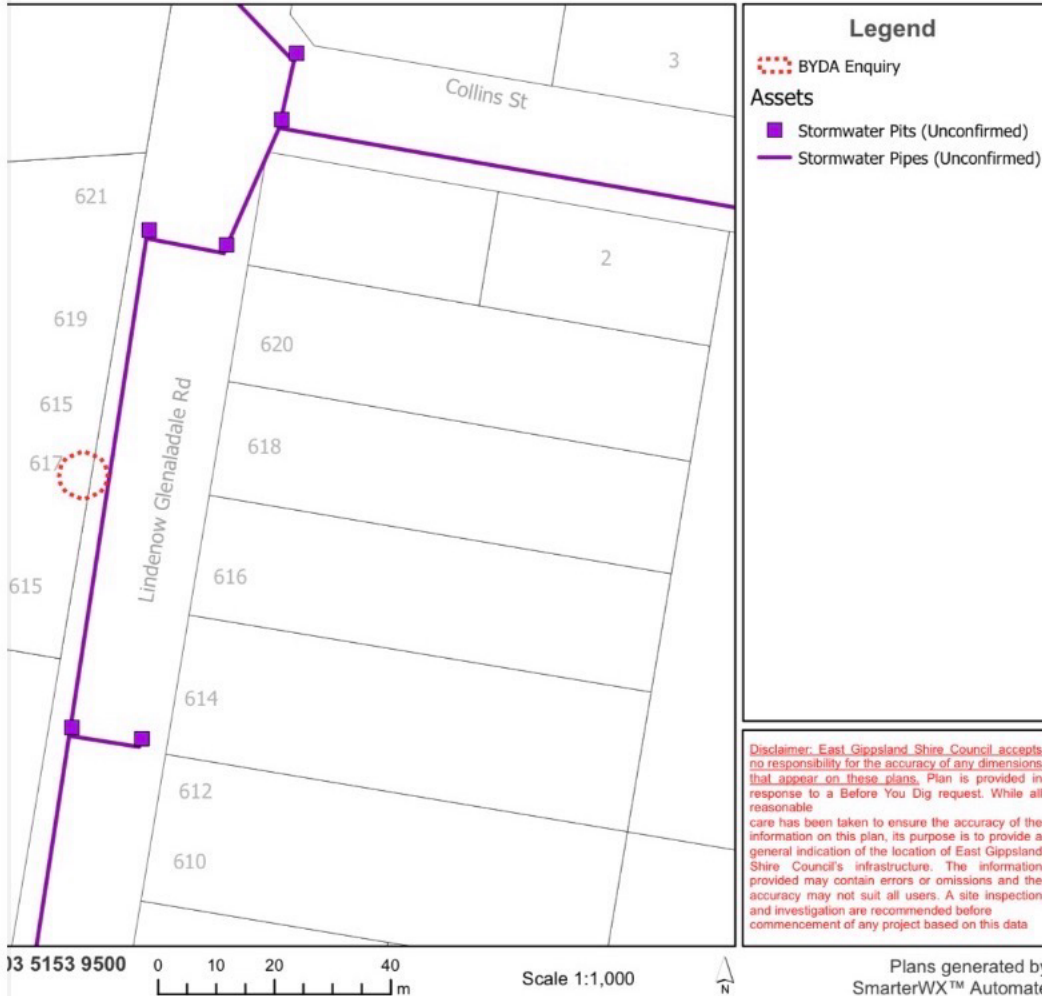 Legend
BYDA Enquiry
Assets
Stormwater Pits (Unconfirmed)
Stormwater Pipes (Unconfirmed)
3
Collins St
621
2
619
620
615
618
617
Lindenow Glenaladale Rd
616
615
614
612
610
Disclaimer: East Gippsland Shire Council accepts
no responsibility for the accuracy of any dimensions
that appear on these plans. Plan is provided in
response to a Before You Dig request. While all
reasonable
care has been taken to ensure the accuracy of the
information on this plan, its purpose is to provide a
general indication of the location of East Gippsland
Shire Council's infrastructure. The information
provided may contain errors or omissions and the
accuracy may not suit all users. A site inspection
and investigation are recommended before
commencement of any project based on this data
03 5153 9500
0 10 20 40
m
Scale 1:1,000
N
Plans generated by
SmarterWX™ Automate